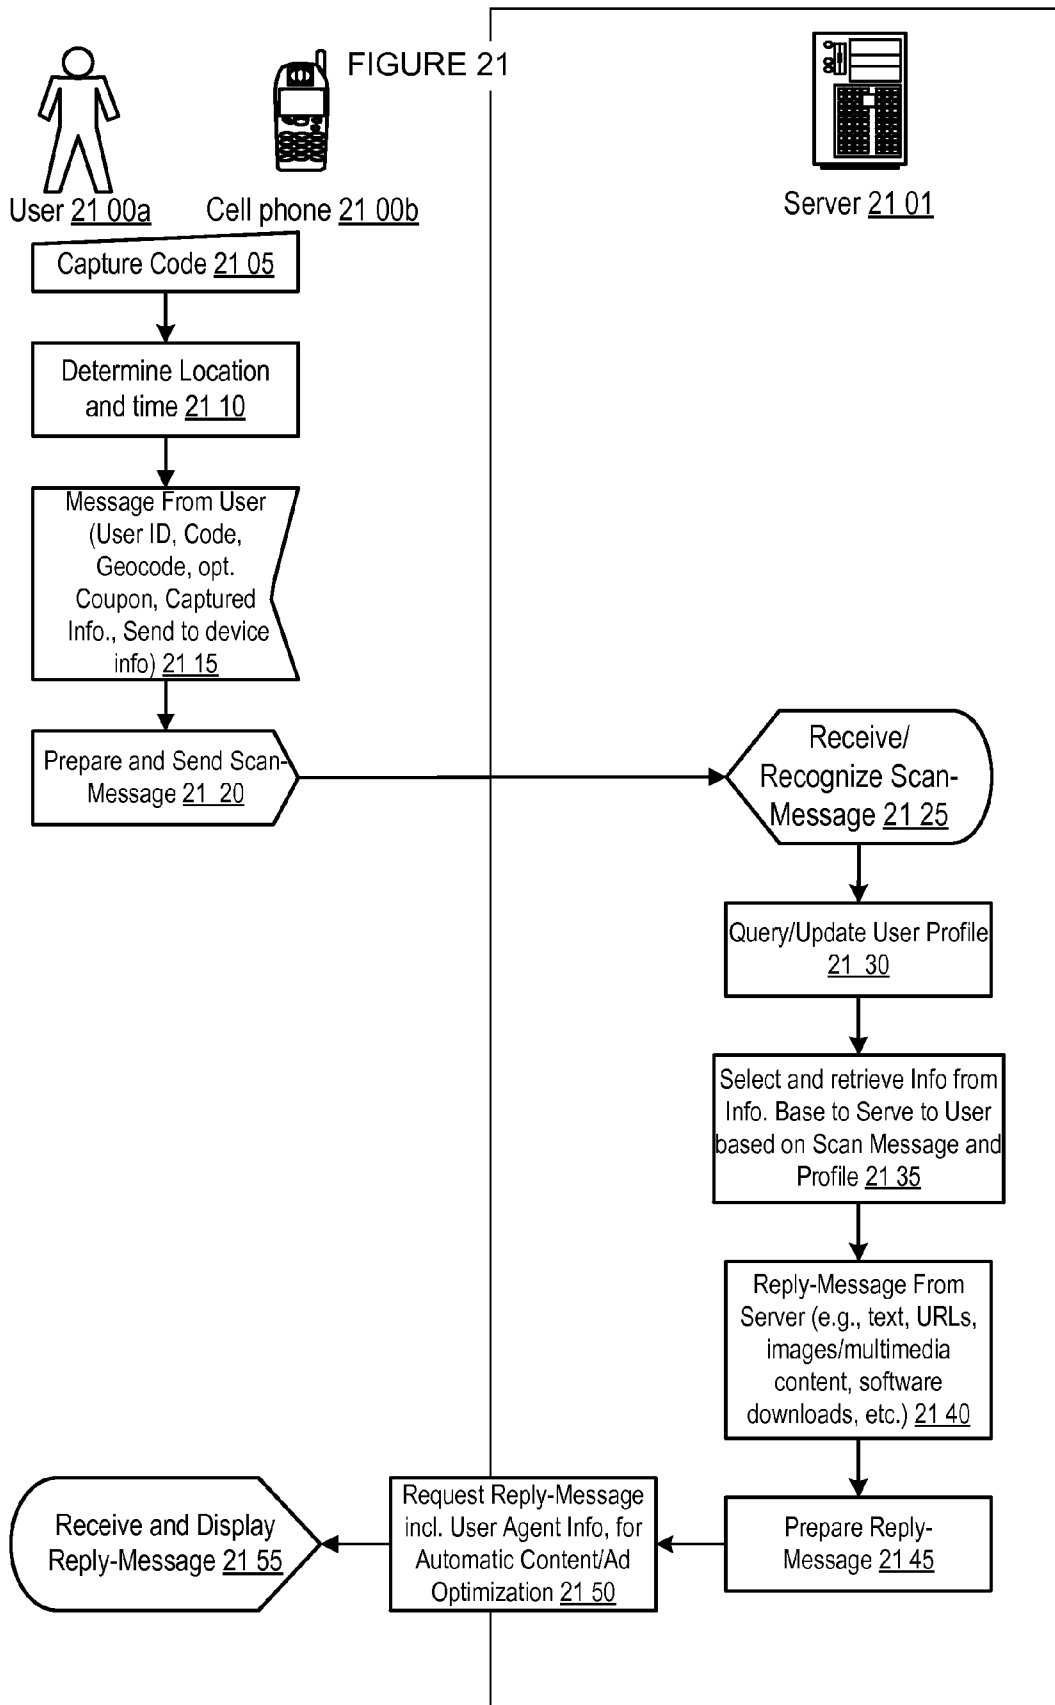 FIGURE 21
User 21 00a
Cell phone 21 00b
Server 21 01
Capture Code 21 05
Determine Location
and time 21 10
Message From User
(User ID, Code,
Geocode, opt.
Coupon, Captured
Info., Send to device
info) 21 15
Prepare and Send Scan-
Message 21 20
Receive/
Recognize Scan-
Message 21 25
Query/Update User Profile
21 30
Select and retrieve Info from
Info. Base to Serve to User
based on Scan Message and
Profile 21 35
Reply-Message From
Server (e.g., text, URLs,
images/multimedia
content, software
downloads, etc.) 21 40
Prepare Reply-
Message 21 45
Request Reply-Message
incl. User Agent Info, for
Automatic Content/Ad
Optimization 21 50
Receive and Display
Reply-Message 21 55